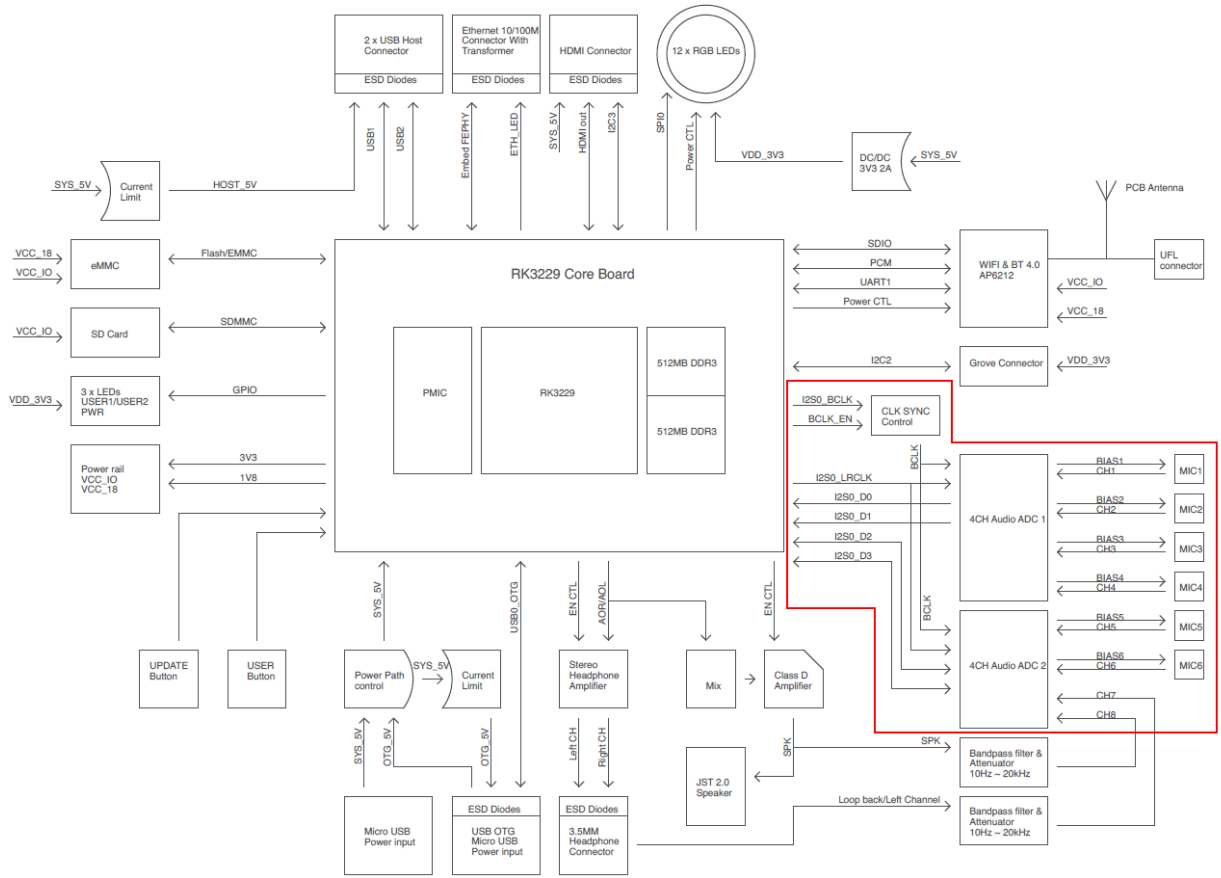 2 x USB Host
Connector
ESD Diodes
Ethernet 10/100M
Connector With
Transformer
ESD Diodes
HDMI Connector
ESD Diodes
12 x RGB LEDs
USB1
USB2
Embed FEPHY
ETH_LED
SYS_5V
HDMI out
I2C3
SPI0
Power CTL
VDD_3V3
DC/DC
3V3 2A
SYS_5V
SYS_5V
Current
Limit
HOST_5V
PCB Antenna
VCC_18
VCC_IO
eMMC
Flash/EMMC
RK3229 Core Board
SDIO
PCM
UART1
Power CTL
WIFI & BT 4.0
AP6212
VCC_IO
VCC_18
UFL
connector
VCC_IO
SD Card
SDMMC
PMIC
RK3229
512MB DDR3
512MB DDR3
I2C2
Grove Connector
VDD_3V3
VDD_3V3
3 x LEDs
USER1/USER2
PWR
GPIO
I2S0_BCLK
BCLK_EN
CLK SYNC
Control
Power rail
VCC_IO
VCC_18
3V3
1V8
BCLK
I2S0_LRCLK
I2S0_D0
I2S0_D1
I2S0_D2
I2S0_D3
4CH Audio ADC 1
BIAS1
CH1
MIC1
BIAS2
CH2
MIC2
BIAS3
CH3
MIC3
BIAS4
CH4
MIC4
BCLK
4CH Audio ADC 2
BIAS5
CH5
MIC5
BIAS6
CH6
MIC6
CH7
CH8
SYS_5V
USB0_OTG
EN CTL
AOR/AOL
EN CTL
UPDATE
Button
USER
Button
Power Path
control
SYS_5V
Current
Limit
Stereo
Headphone
Amplifier
Mix
Class D
Amplifier
SYS_5V
OTG_5V
OTG_5V
Left CH
Right CH
SPK
SPK
JST 2.0
Speaker
Bandpass filter &
Attenuator
10Hz ~ 20kHz
Loop back/Left Channel
Bandpass filter &
Attenuator
10Hz ~ 20kHz
Micro USB
Power input
ESD Diodes
USB OTG
Micro USB
Power input
ESD Diodes
3.5MM
Headphone
Connector